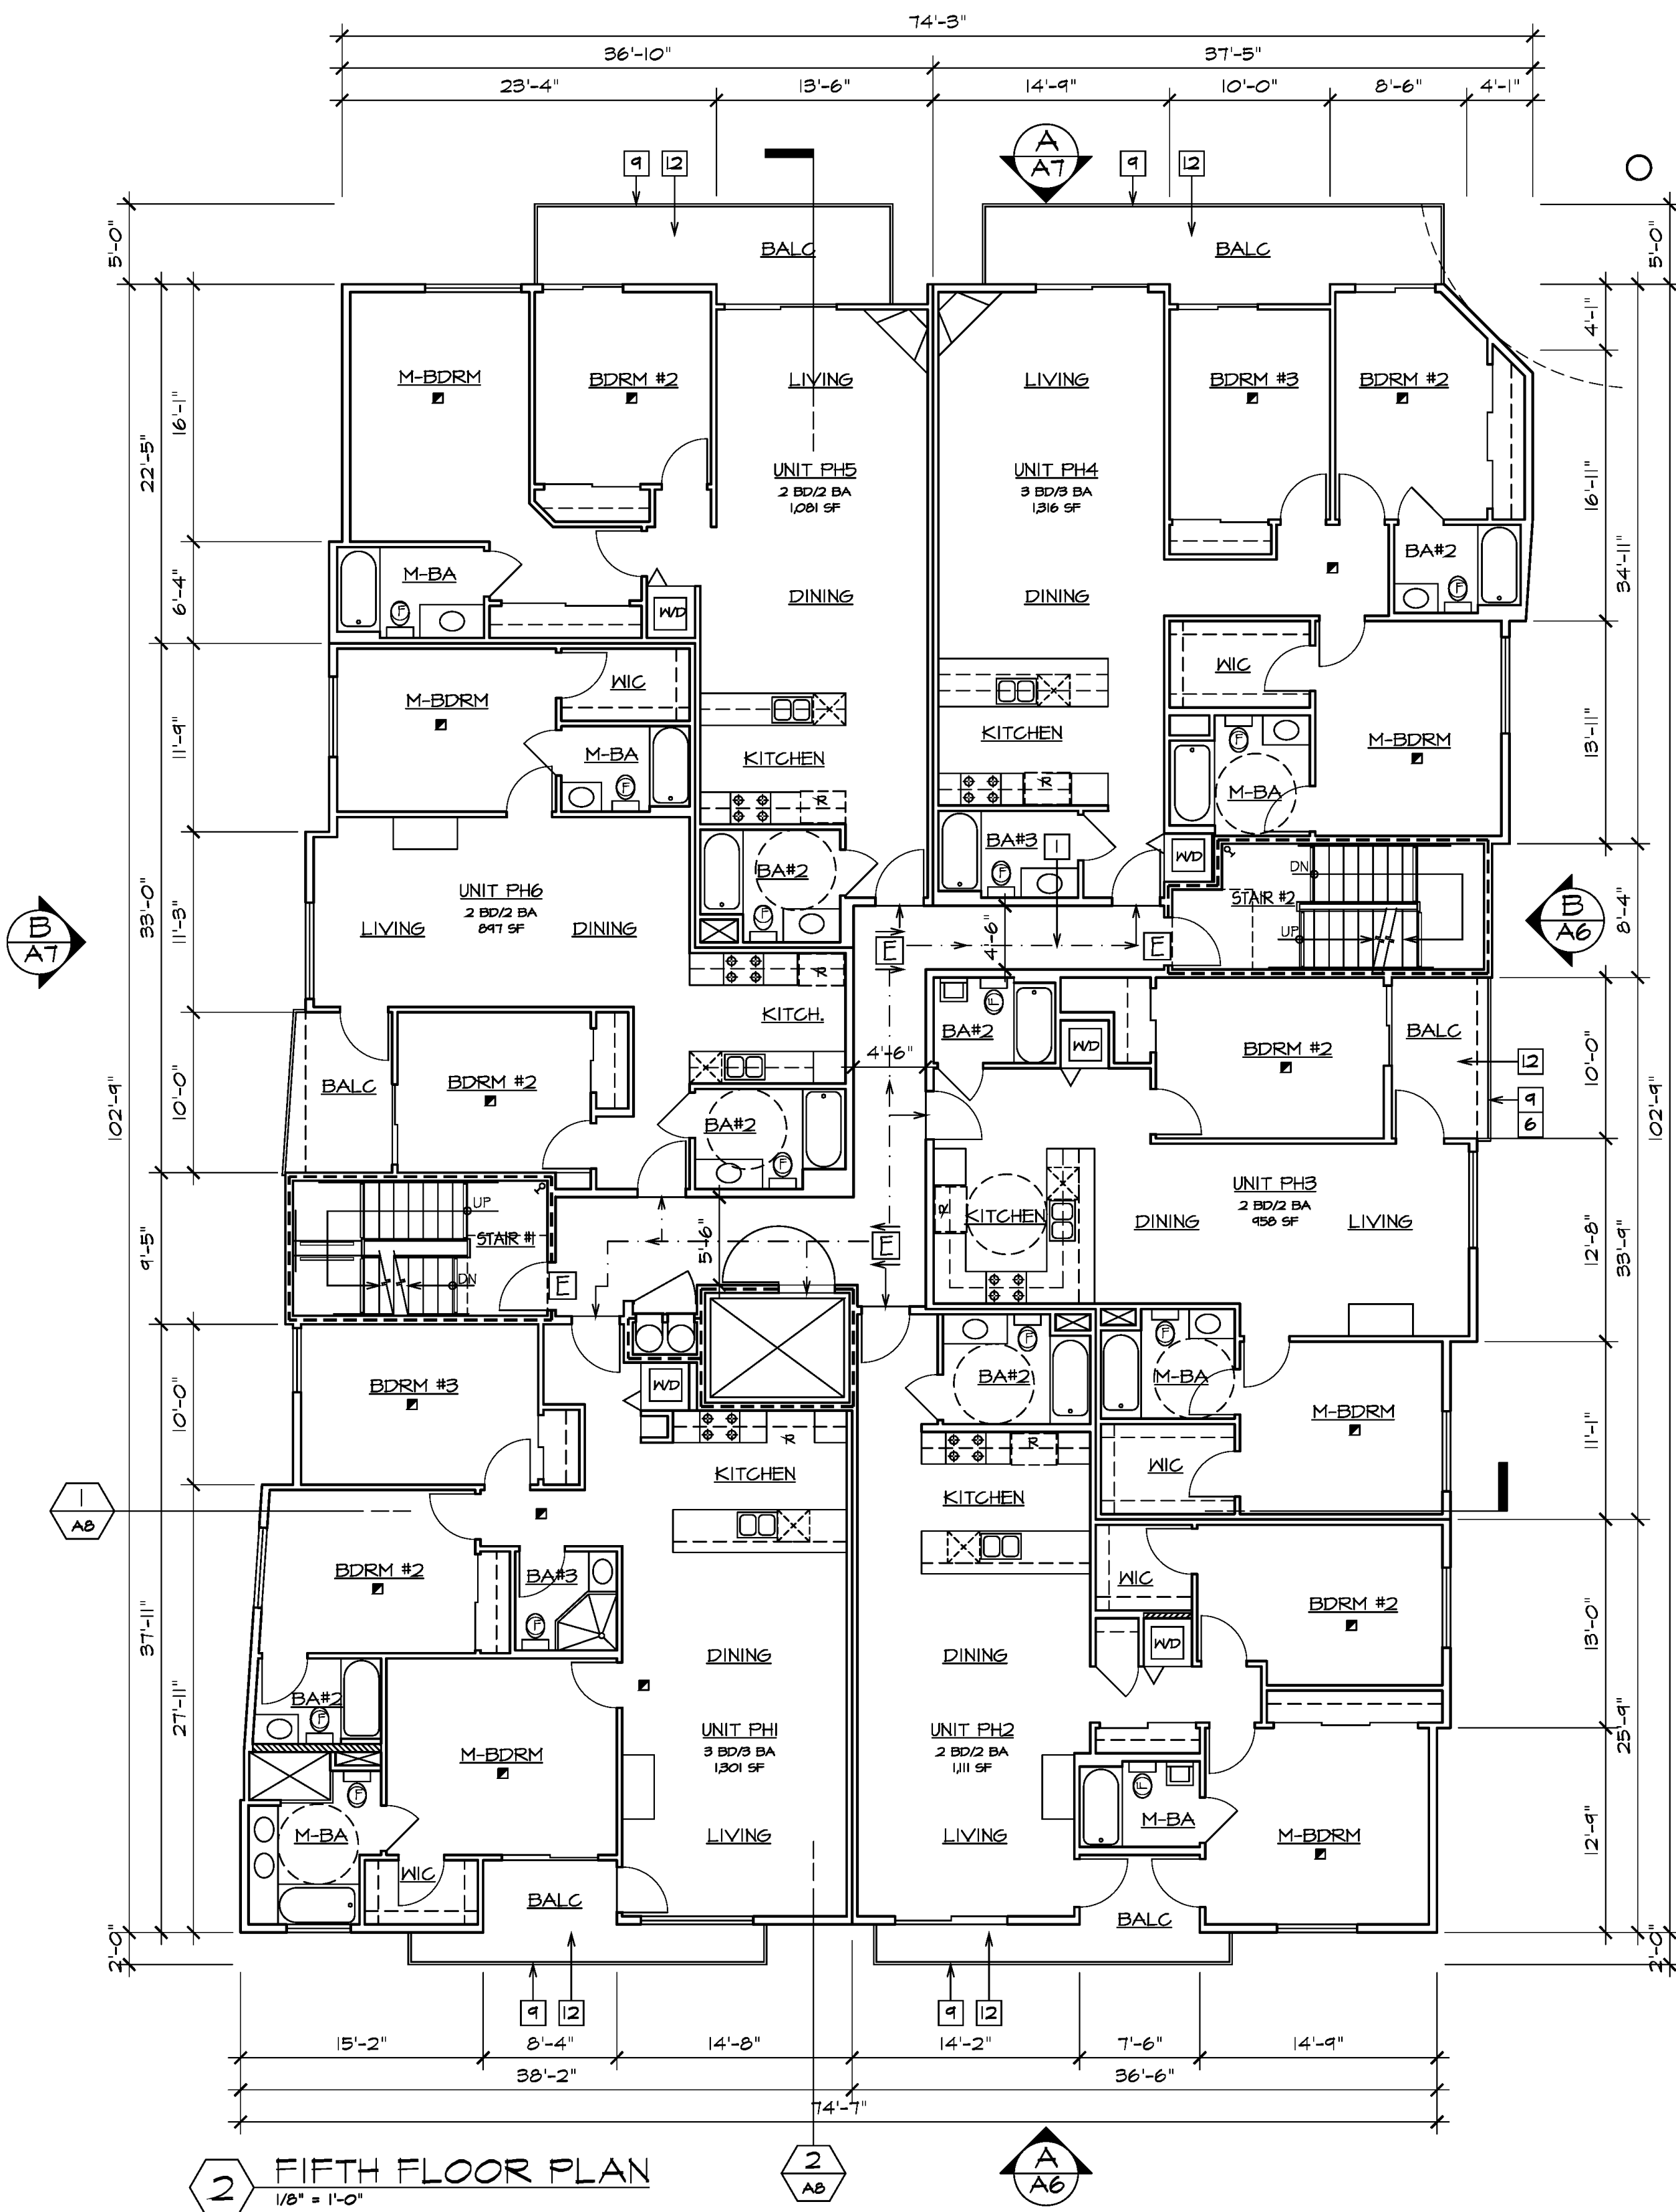 74'-3"
36'-10" 37'-5"
23'-4" 13'-6" 14'-9" 10'-0" 8'-6" 4'-1"
A
A7
9 12 9 12
5'-0" BALC BALC 5'-0"
4'-1"
M-BDRM BDRM #2 LIVING LIVING BDRM #3 BDRM #2
16'-1"
22'-5"
UNIT PH5 UNIT PH4
2 BD/2 BA 3 BD/3 BA
1,081 SF 1,316 SF
16'-11"
34'-11"
M-BA BA#2
6'-4" W/D DINING DINING
M-BDRM WIC WIC
11'-9" KITCHEN M-BDRM 13'-11"
M-BA KITCHEN
R R M-BA
BA#3 1 W/D
BA#2 DN
B
A7
33'-0"
11'-3"
UNIT PH6
2 BD/2 BA
897 SF
LIVING DINING
STAIR #2
UP
B
A6
8'-4"
E 4'-6" E
R
KITCH. BA#2 W/D BDRM #2 BALC
12
10'-0"
4'-6"
BALC BDRM #2
9
6
102'-9" 10'-0" 102'-9"
BA#2
UNIT PH3
2 BD/2 BA
958 SF
R KITCHEN DINING LIVING
12'-8"
33'-9"
UP
9'-5" STAIR #1 5'-6" E
DN E
BA#2 M-BA
BDRM #3 W/D M-BDRM
10'-0" R R 11'-1"
KITCHEN WIC
KITCHEN
1
A8
BDRM #2 BA#3 WIC BDRM #2
37'-11" 13'-0"
DINING DINING W/D
27'-11" BA#2
25'-9"
M-BDRM
UNIT PH1 UNIT PH2
3 BD/3 BA 2 BD/2 BA
1,301 SF 1,111 SF
M-BA LIVING LIVING M-BA M-BDRM 12'-9"
WIC
BALC BALC
2'-0" 2'-0"
9 12 9 12
15'-2" 8'-4" 14'-8" 14'-2" 7'-6" 14'-9"
38'-2" 36'-6"
74'-7"
2
A8
A
A6
2 FIFTH FLOOR PLAN
1/8" = 1'-0"